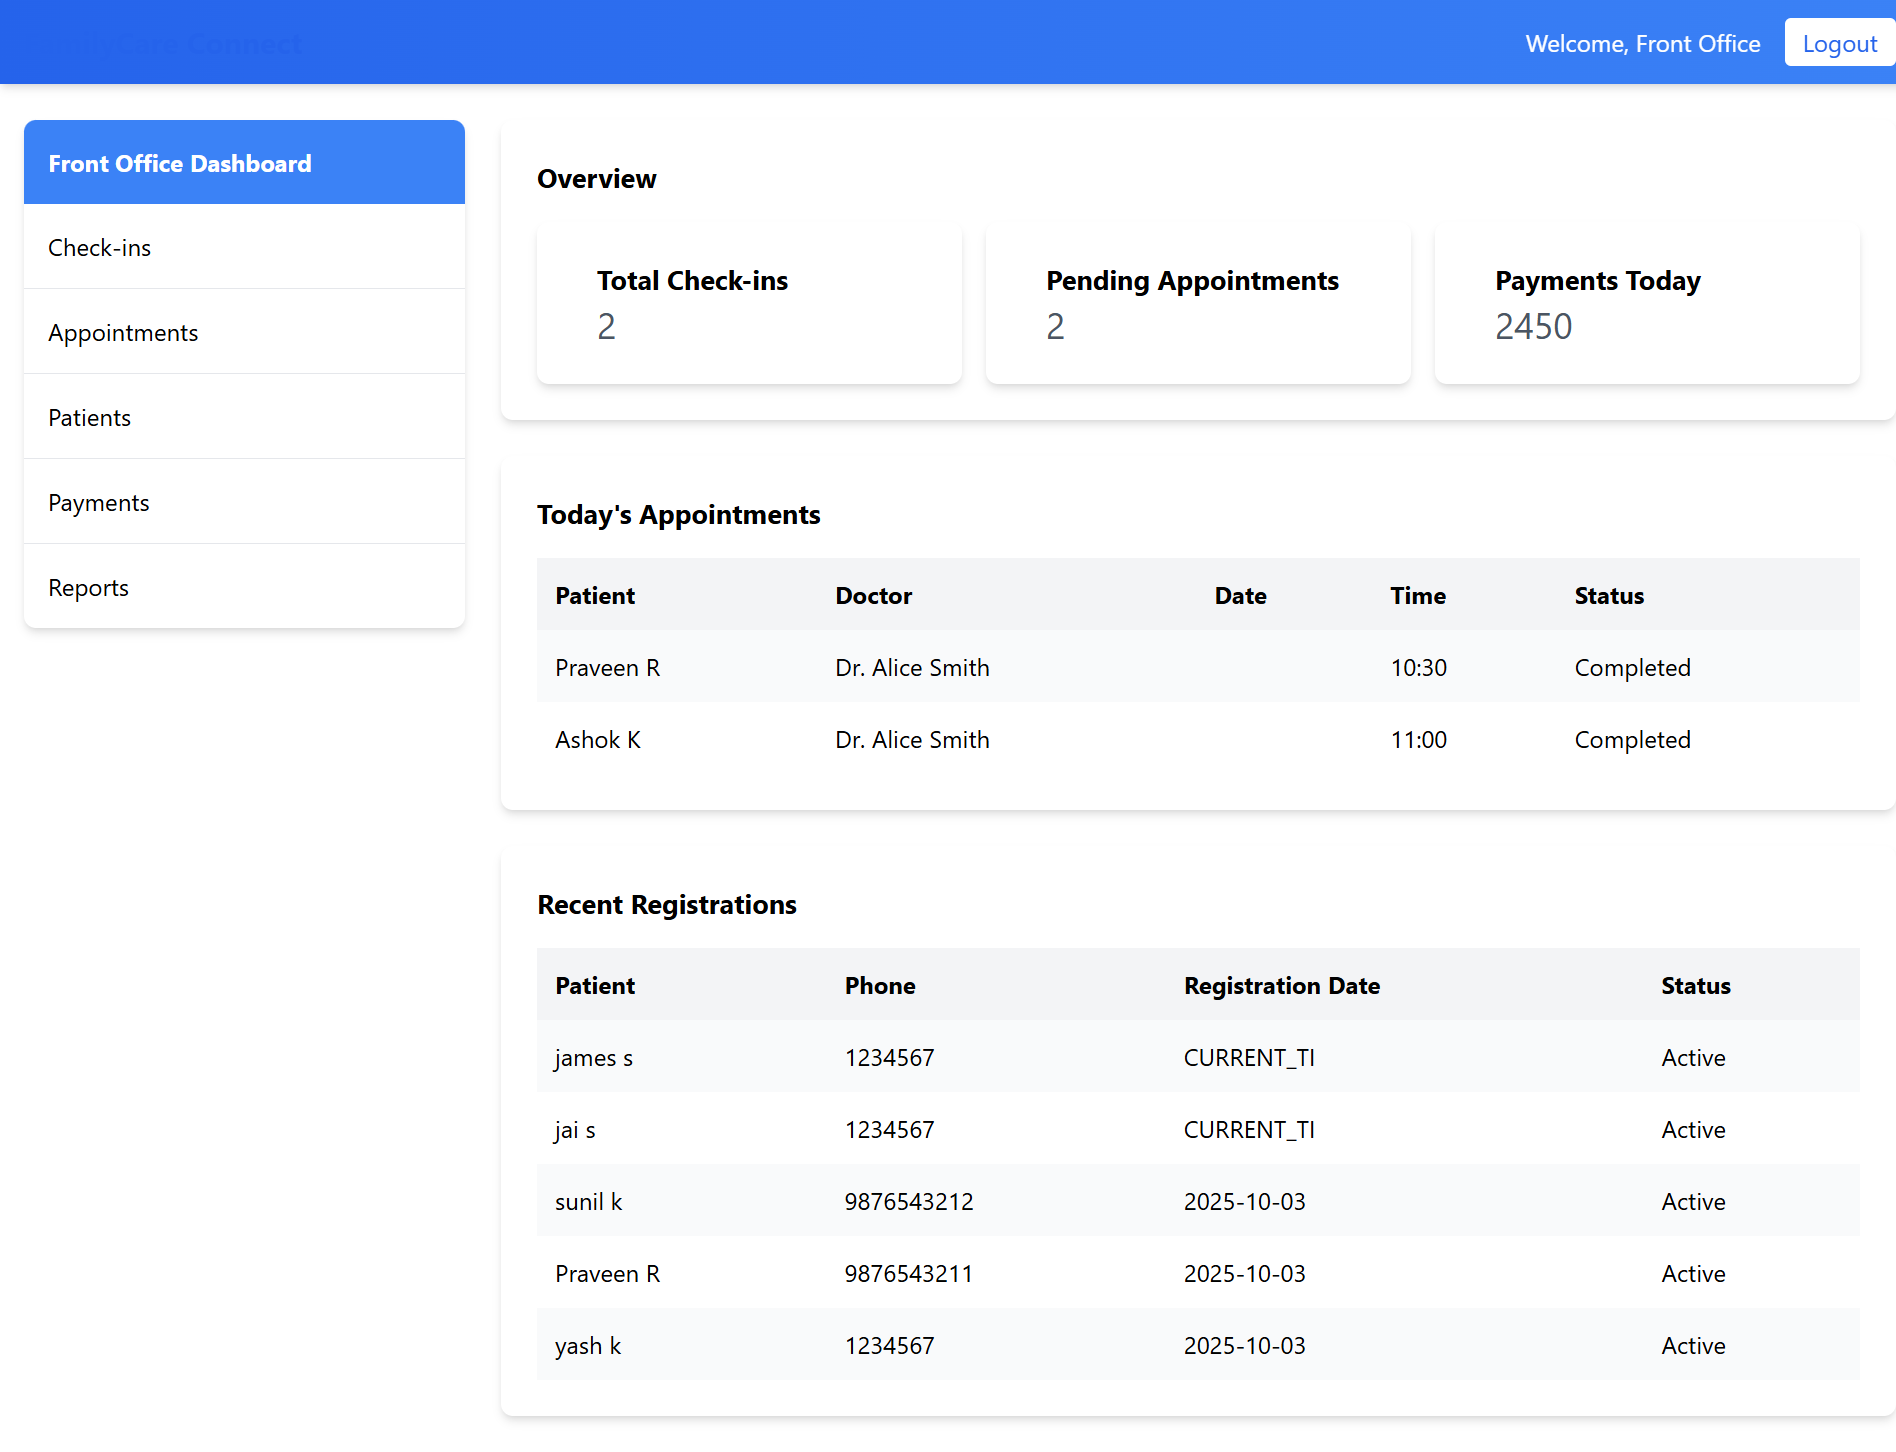 Care Connect
Welcome, Front Office
Logout
Front Office Dashboard
Check-ins
Appointments
Patients
Payments
Reports
Overview
Total Check-ins
2
Pending Appointments
2
Payments Today
2450
Today's Appointments
Patient Doctor Date Time Status
Praveen R Dr. Alice Smith 10:30 Completed
Ashok K Dr. Alice Smith 11:00 Completed
Recent Registrations
Patient Phone Registration Date Status
james s 1234567 CURRENT_TI Active
jai s 1234567 CURRENT_TI Active
sunil k 9876543212 2025-10-03 Active
Praveen R 9876543211 2025-10-03 Active
yash k 1234567 2025-10-03 Active